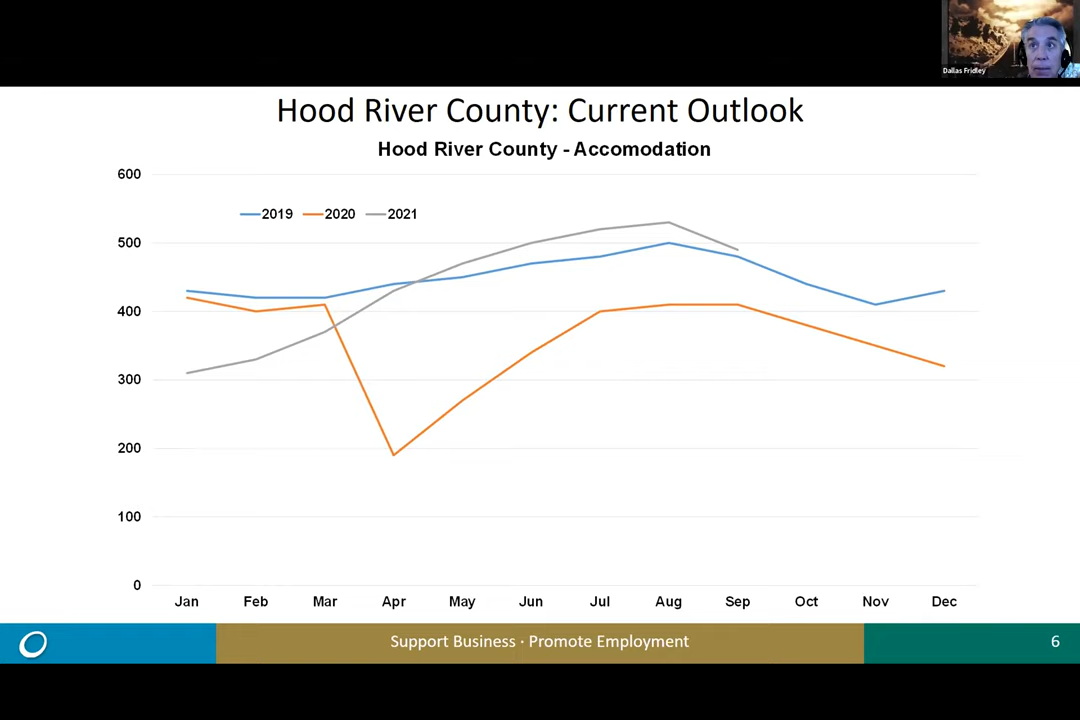 Dallas Fridley
Hood River County: Current Outlook
Hood River County - Accomodation
600
2019 2020 2021
500
400
300
200
100
0
Jan Feb Mar Apr May Jun Jul Aug Sep Oct Nov Dec
Support Business · Promote Employment
6